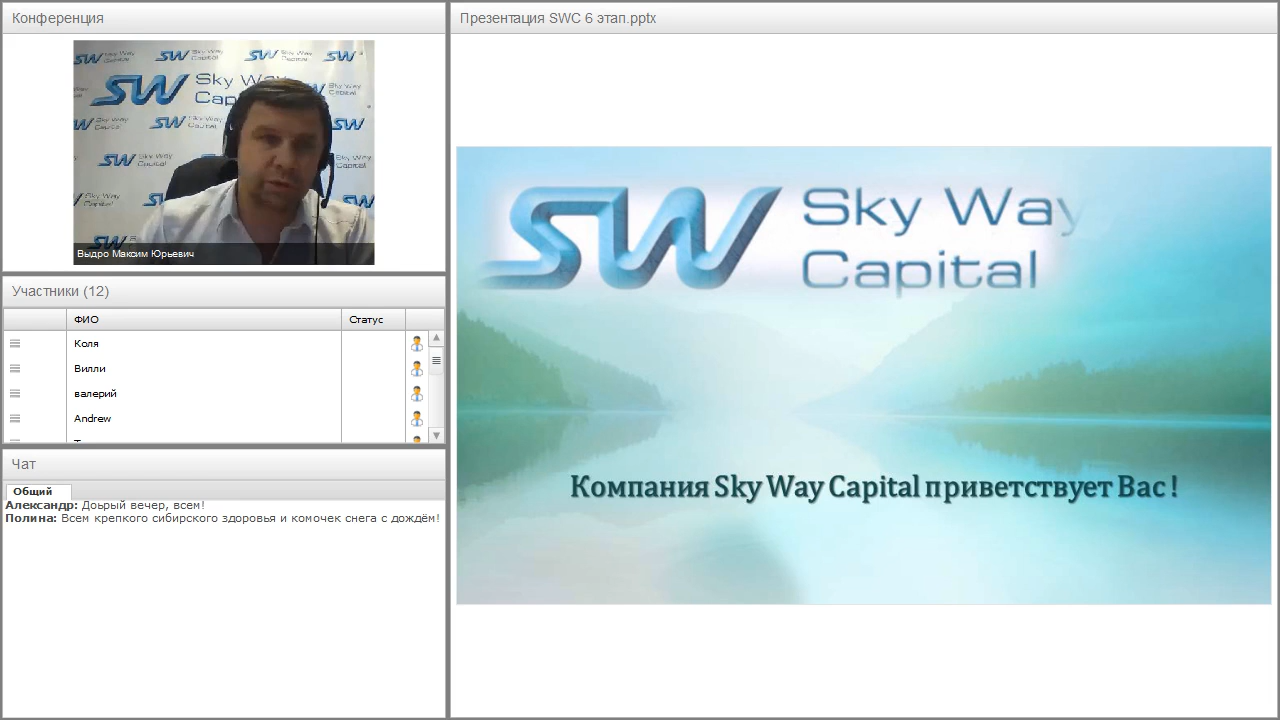 Конференция
SW Sky Way
Capital
Выдро Максим Юрьевич
Участники (12)
ФИО Статус
Коля
Вилли
валерий
Andrew
Чат
Общий
Александр: Доьрый вечер, всем!
Полина: Всем крепкого сибирского здоровья и комочек снега с дождём!
Презентация SWC 6 этап.pptx
SW Sky Way
Capital
Компания Sky Way Capital приветствует Вас !